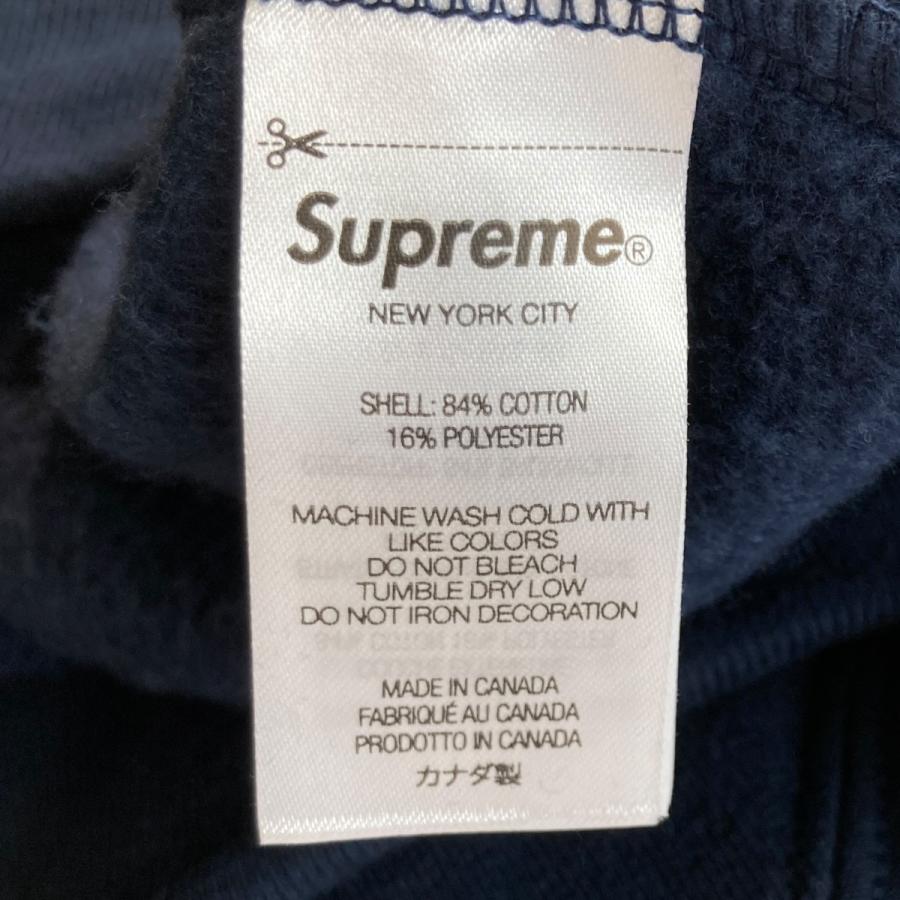 Supreme®
NEW YORK CITY
SHELL: 84% COTTON
16% POLYESTER
MACHINE WASH COLD WITH
LIKE COLORS
DO NOT BLEACH
TUMBLE DRY LOW
DO NOT IRON DECORATION
MADE IN CANADA
FABRIQUÉ AU CANADA
PRODOTTO IN CANADA
カナダ製